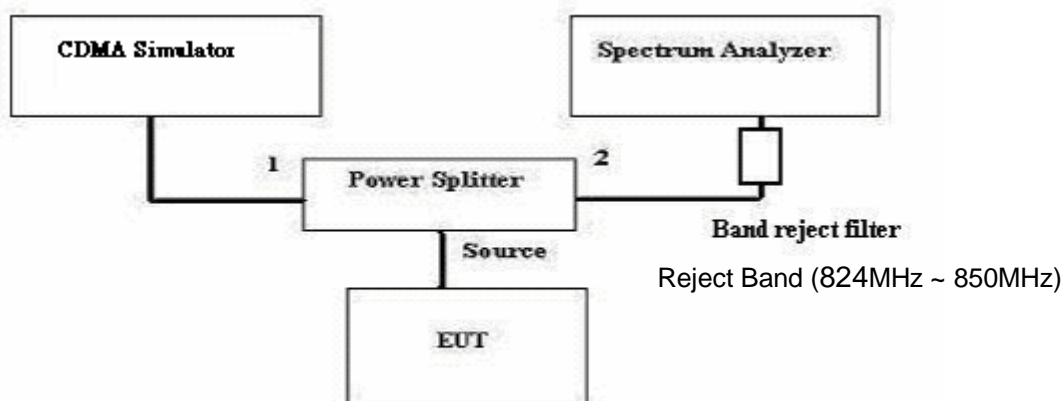 CDMA Simulator
Spectrum Analyzer
1
2
Power Splitter
Source
Band reject filter
Reject Band (824MHz ~ 850MHz)
EUT